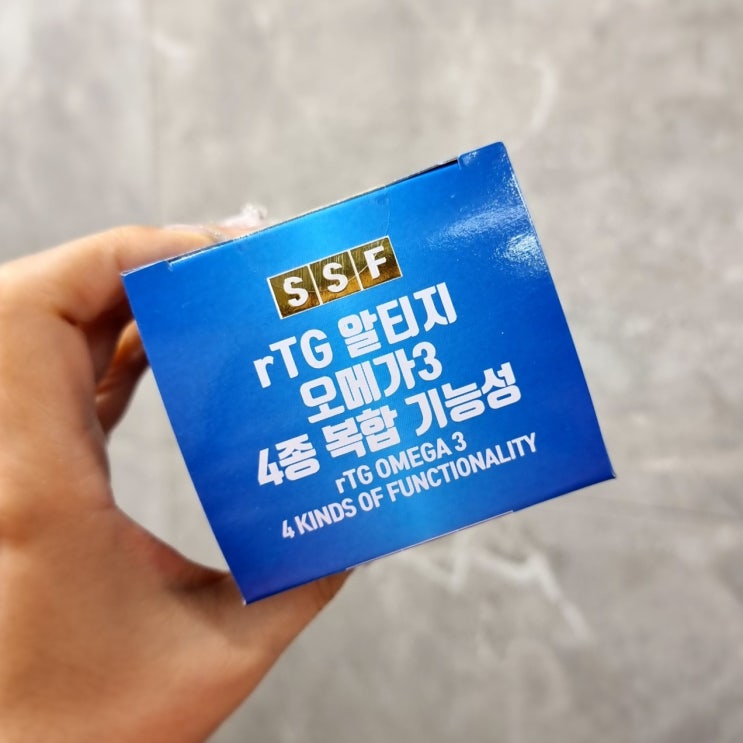 SSF
rTG 알티지
오메가3
4종 복합 기능성
rTG OMEGA 3
4 KINDS OF FUNCTIONALITY